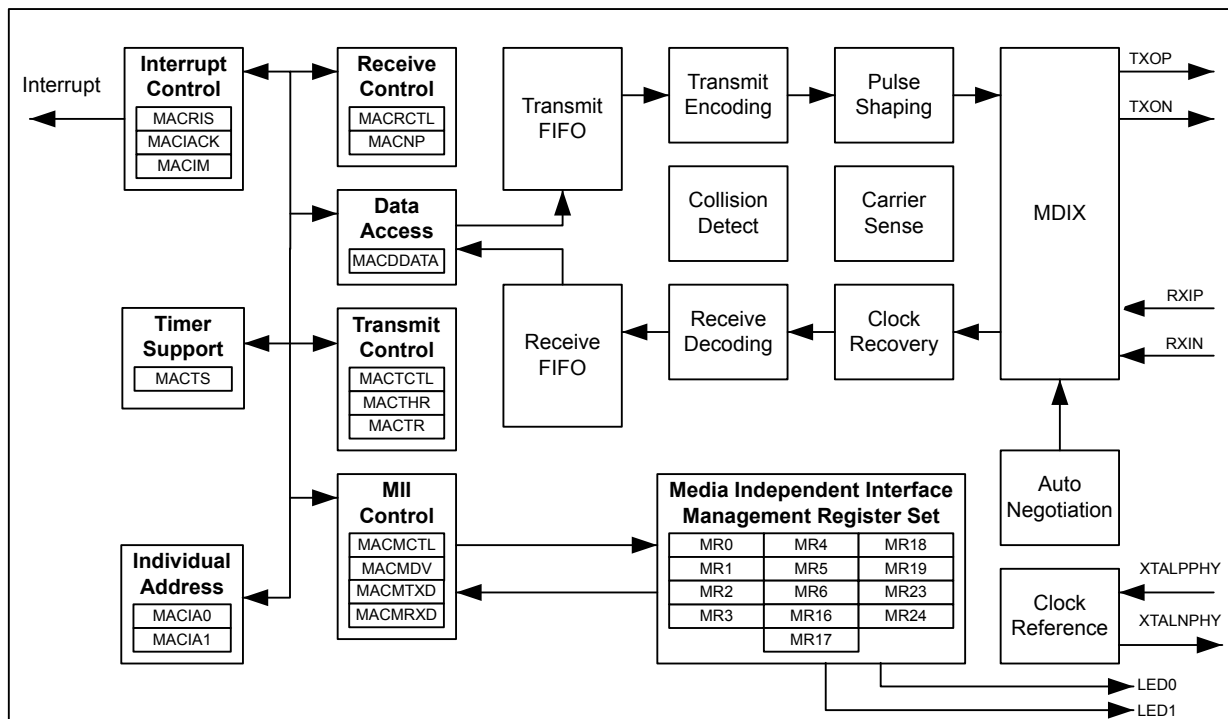 Interrupt
Interrupt
Control
MACRIS
MACIACK
MACIM
Receive
Control
MACRCTL
MACNP
Transmit
FIFO
Transmit
Encoding
Pulse
Shaping
MDIX
TXOP
TXON
Data
Access
MACDDATA
Collision
Detect
Carrier
Sense
Timer
Support
MACTS
Transmit
Control
MACTCTL
MACTHR
MACTR
Receive
FIFO
Receive
Decoding
Clock
Recovery
RXIP
RXIN
Individual
Address
MACIA0
MACIA1
MII
Control
MACMCTL
MACMDV
MACMTXD
MACMRXD
Media Independent Interface
Management Register Set
MR0 MR4 MR18
MR1 MR5 MR19
MR2 MR6 MR23
MR3 MR16 MR24
MR17
Auto
Negotiation
Clock
Reference
XTALPPHY
XTALNPHY
LED0
LED1